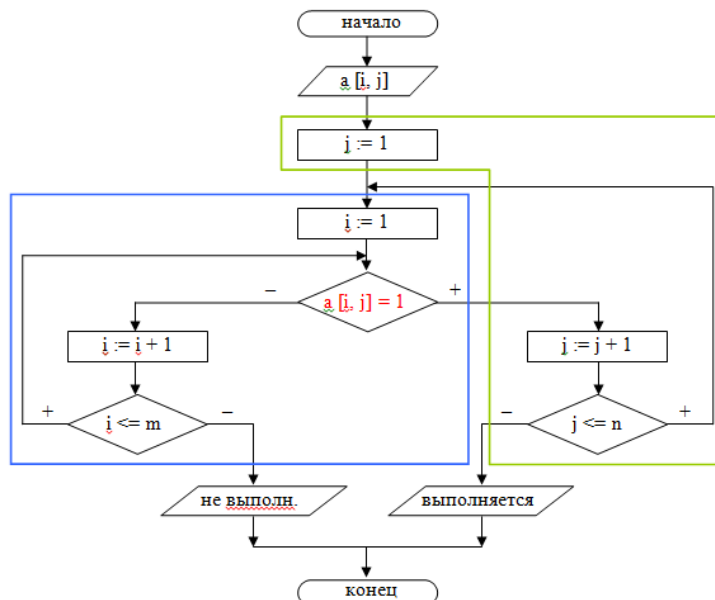 начало
a [i, j]
j := 1
i := 1
a [i, j] = 1
–
+
i := i + 1
j := j + 1
i <= m
+
–
j <= n
–
+
не выполн.
выполняется
конец